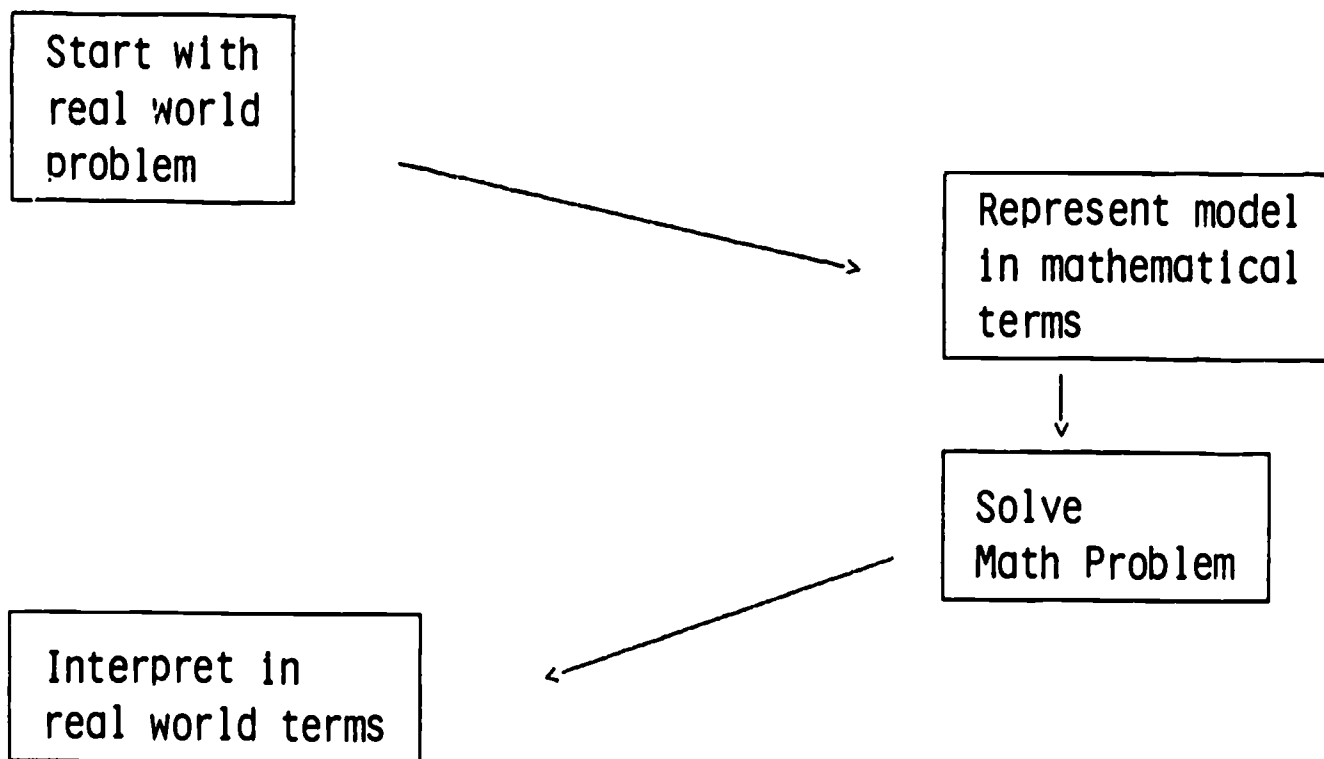 Start with
real world
problem
Represent model
in mathematical
terms
Solve
Math Problem
Interpret in
real world terms